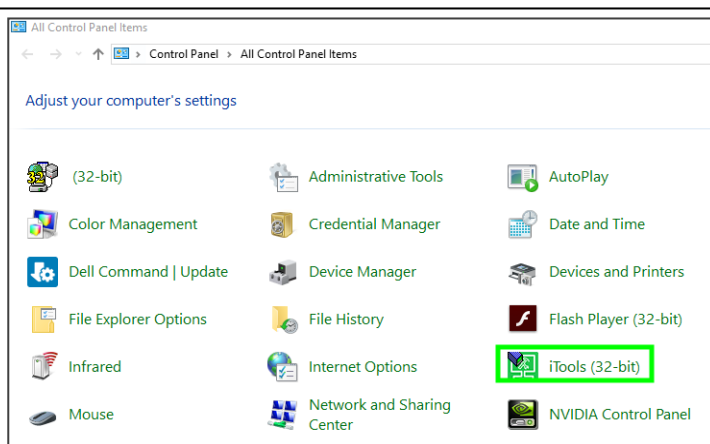 All Control Panel Items
Control Panel > All Control Panel Items
Adjust your computer's settings
(32-bit)
Administrative Tools
AutoPlay
Color Management
Credential Manager
Date and Time
Dell Command | Update
Device Manager
Devices and Printers
File Explorer Options
File History
Flash Player (32-bit)
Infrared
Internet Options
iTools (32-bit)
Mouse
Network and Sharing
Center
NVIDIA Control Panel